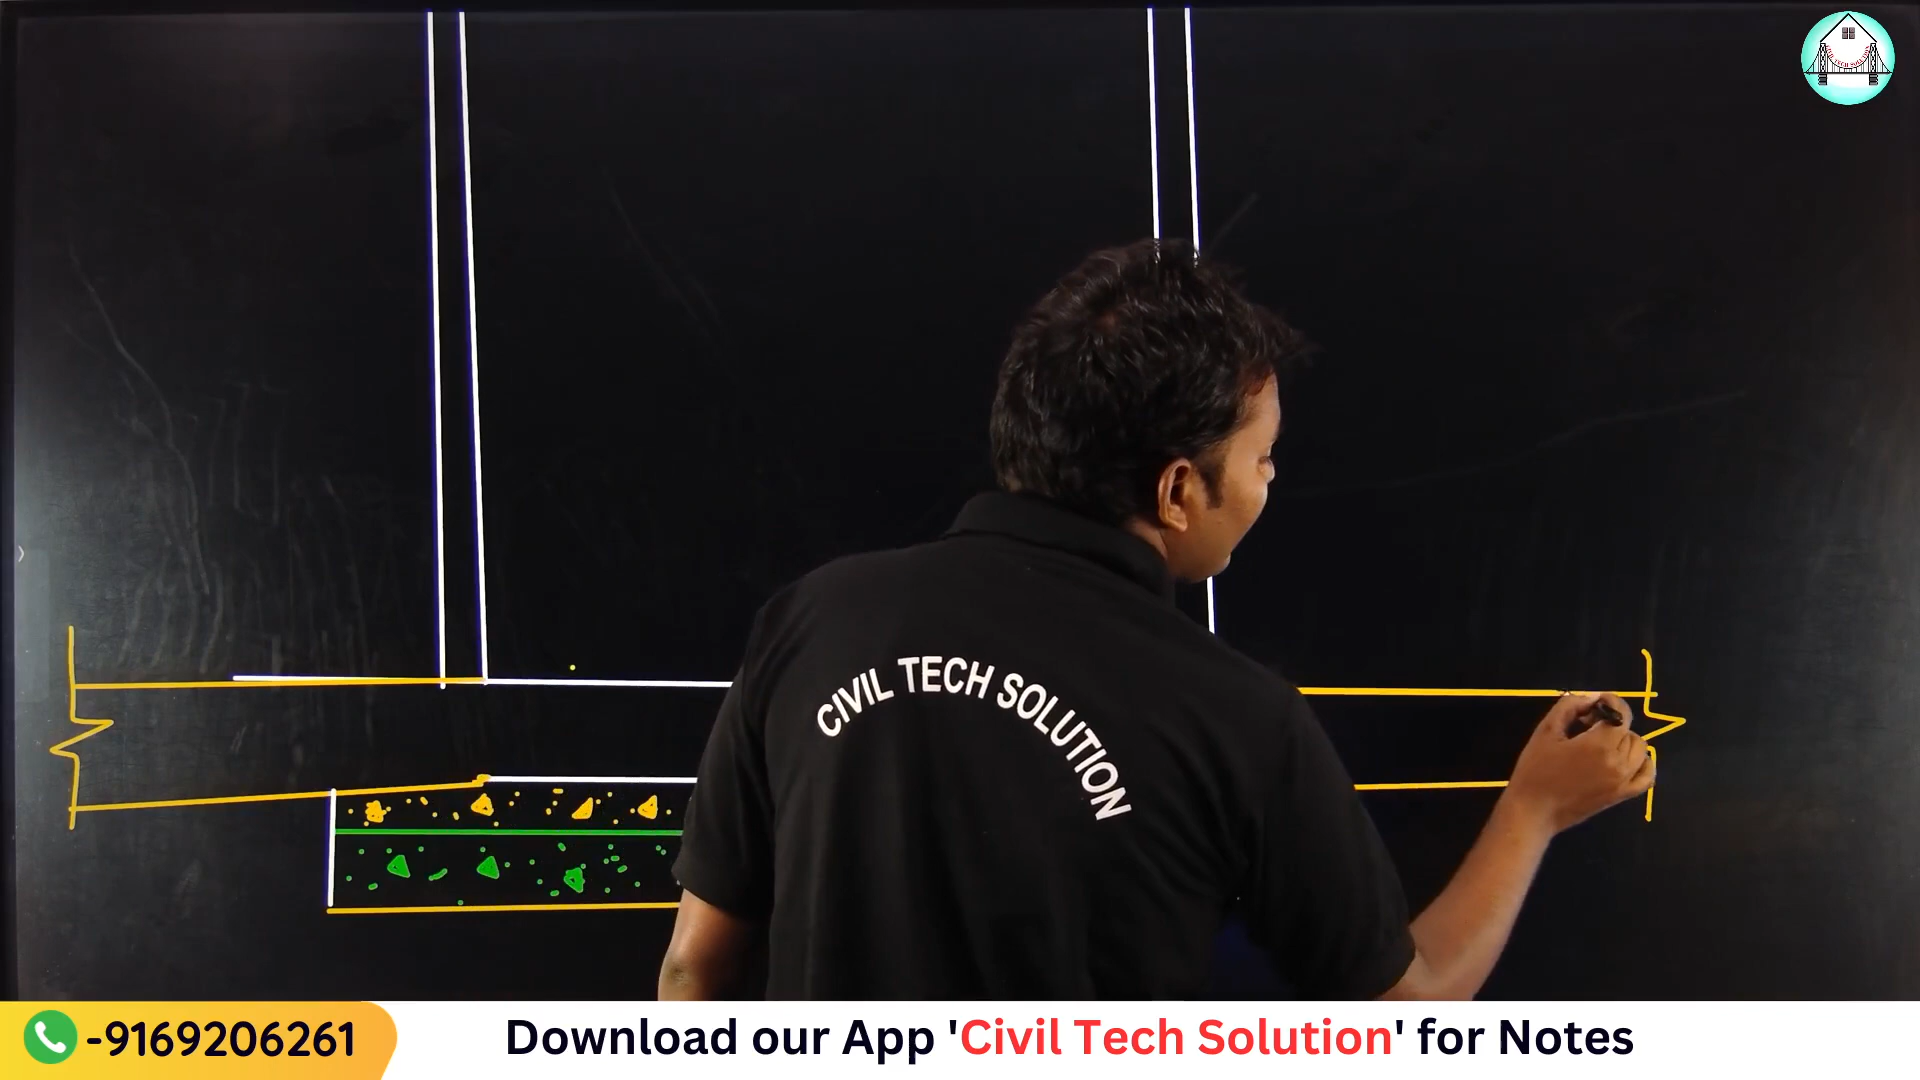 CIVIL TECH SOLUTION
-9169206261
Download our App 'Civil Tech Solution' for Notes